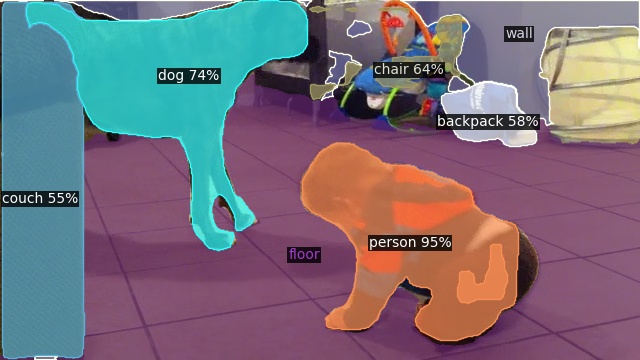 wall
chair 64%
dog 74%
backpack 58%
couch 55%
person 95%
floor